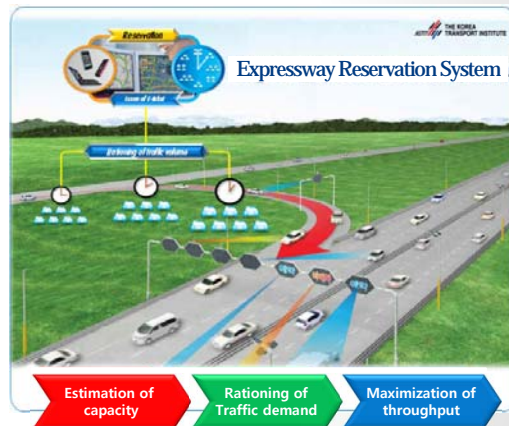 Reservation
THE KOREA
TRANSPORT INSTITUTE
Expressway Reservation System
Issue of e-ticket
Rationing of traffic volume
Estimation of
capacity
Rationing of
Traffic demand
Maximization of
throughput